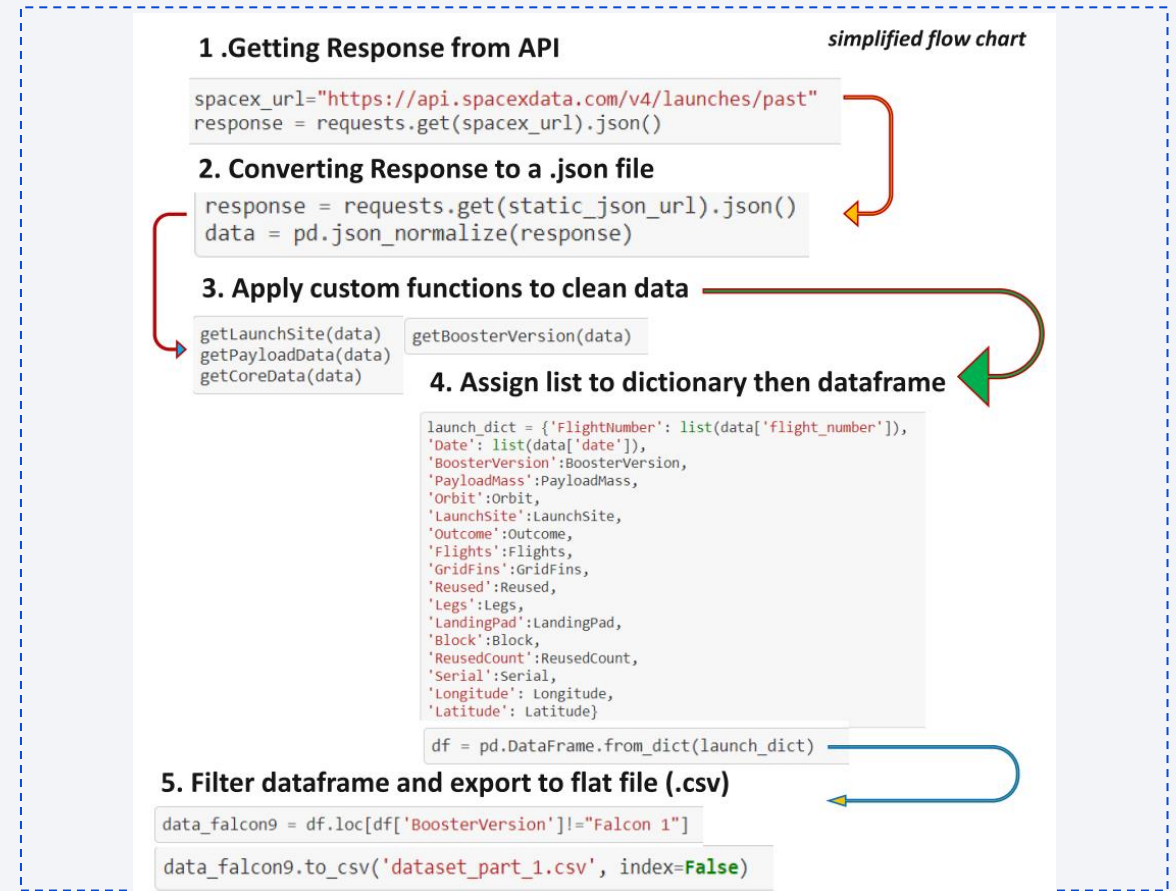 simplified flow chart
1 .Getting Response from API
spacex_url="https://api.spacexdata.com/v4/launches/past"
response = requests.get(spacex_url).json()
2. Converting Response to a .json file
response = requests.get(static_json_url).json()
data = pd.json_normalize(response)
3. Apply custom functions to clean data
getLaunchSite(data)
getPayloadData(data)
getCoreData(data)
getBoosterVersion(data)
4. Assign list to dictionary then dataframe
launch_dict = {'FlightNumber': list(data['flight_number']),
'Date': list(data['date']),
'BoosterVersion':BoosterVersion,
'PayloadMass':PayloadMass,
'Orbit':Orbit,
'LaunchSite':LaunchSite,
'Outcome':Outcome,
'Flights':Flights,
'GridFins':GridFins,
'Reused':Reused,
'Legs':Legs,
'LandingPad':LandingPad,
'Block':Block,
'ReusedCount':ReusedCount,
'Serial':Serial,
'Longitude': Longitude,
'Latitude': Latitude}
df = pd.DataFrame.from_dict(launch_dict)
5. Filter dataframe and export to flat file (.csv)
data_falcon9 = df.loc[df['BoosterVersion']!="Falcon 1"]
data_falcon9.to_csv('dataset_part_1.csv', index=False)